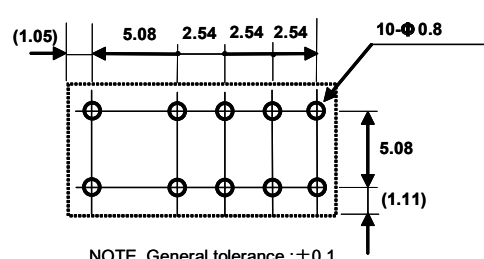 (1.05) 5.08 2.54 2.54 2.54 10-Φ0.8
5.08
(1.11)
NOTE. General tolerance :±0.1